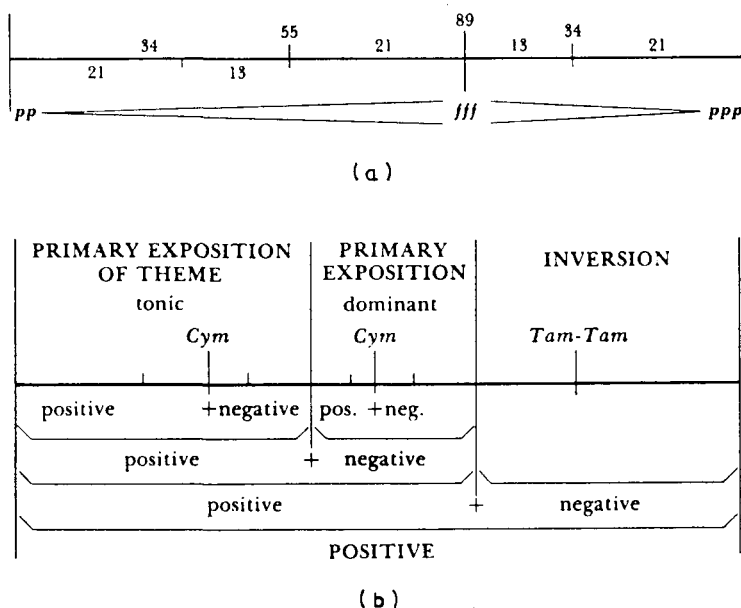 55 89
34 21 13 34 21
21 13
pp fff ppp
(a)
PRIMARY EXPOSITION OF THEME
PRIMARY EXPOSITION
INVERSION
tonic dominant
Cym Cym Tam-Tam
positive +negative pos. +neg.
positive + negative
positive + negative
POSITIVE
(b)